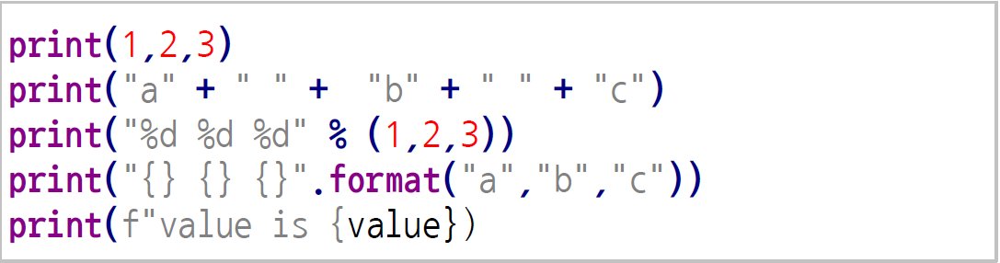 print(1,2,3)
print("a" + " " +  "b" + " " + "c")
print("%d %d %d" % (1,2,3))
print("{} {} {}".format("a","b","c"))
print(f"value is {value})